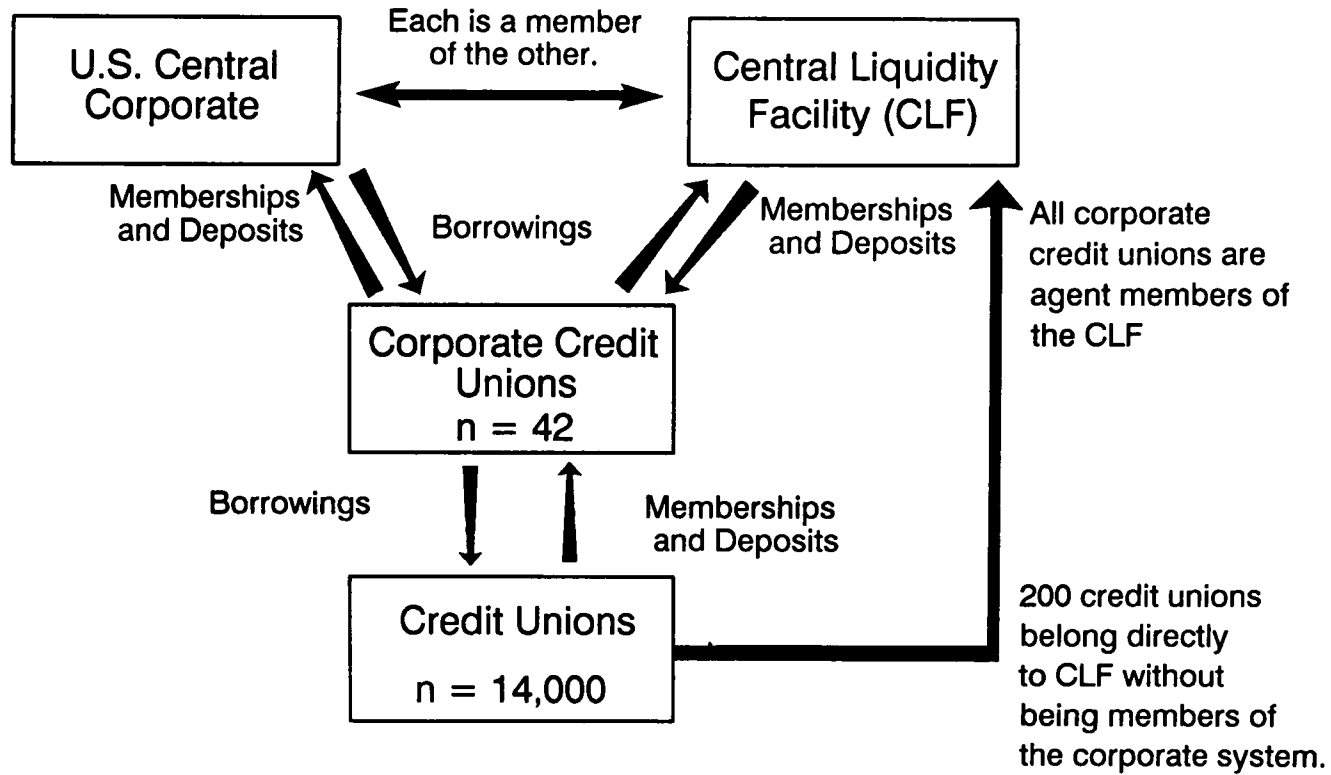 Each is a member
of the other.
U.S. Central
Corporate
Central Liquidity
Facility (CLF)
Memberships
and Deposits
Borrowings
Memberships
and Deposits
All corporate
credit unions are
agent members of
the CLF
Corporate Credit
Unions
n = 42
Borrowings
Memberships
and Deposits
Credit Unions
n = 14,000
200 credit unions
belong directly
to CLF without
being members of
the corporate system.